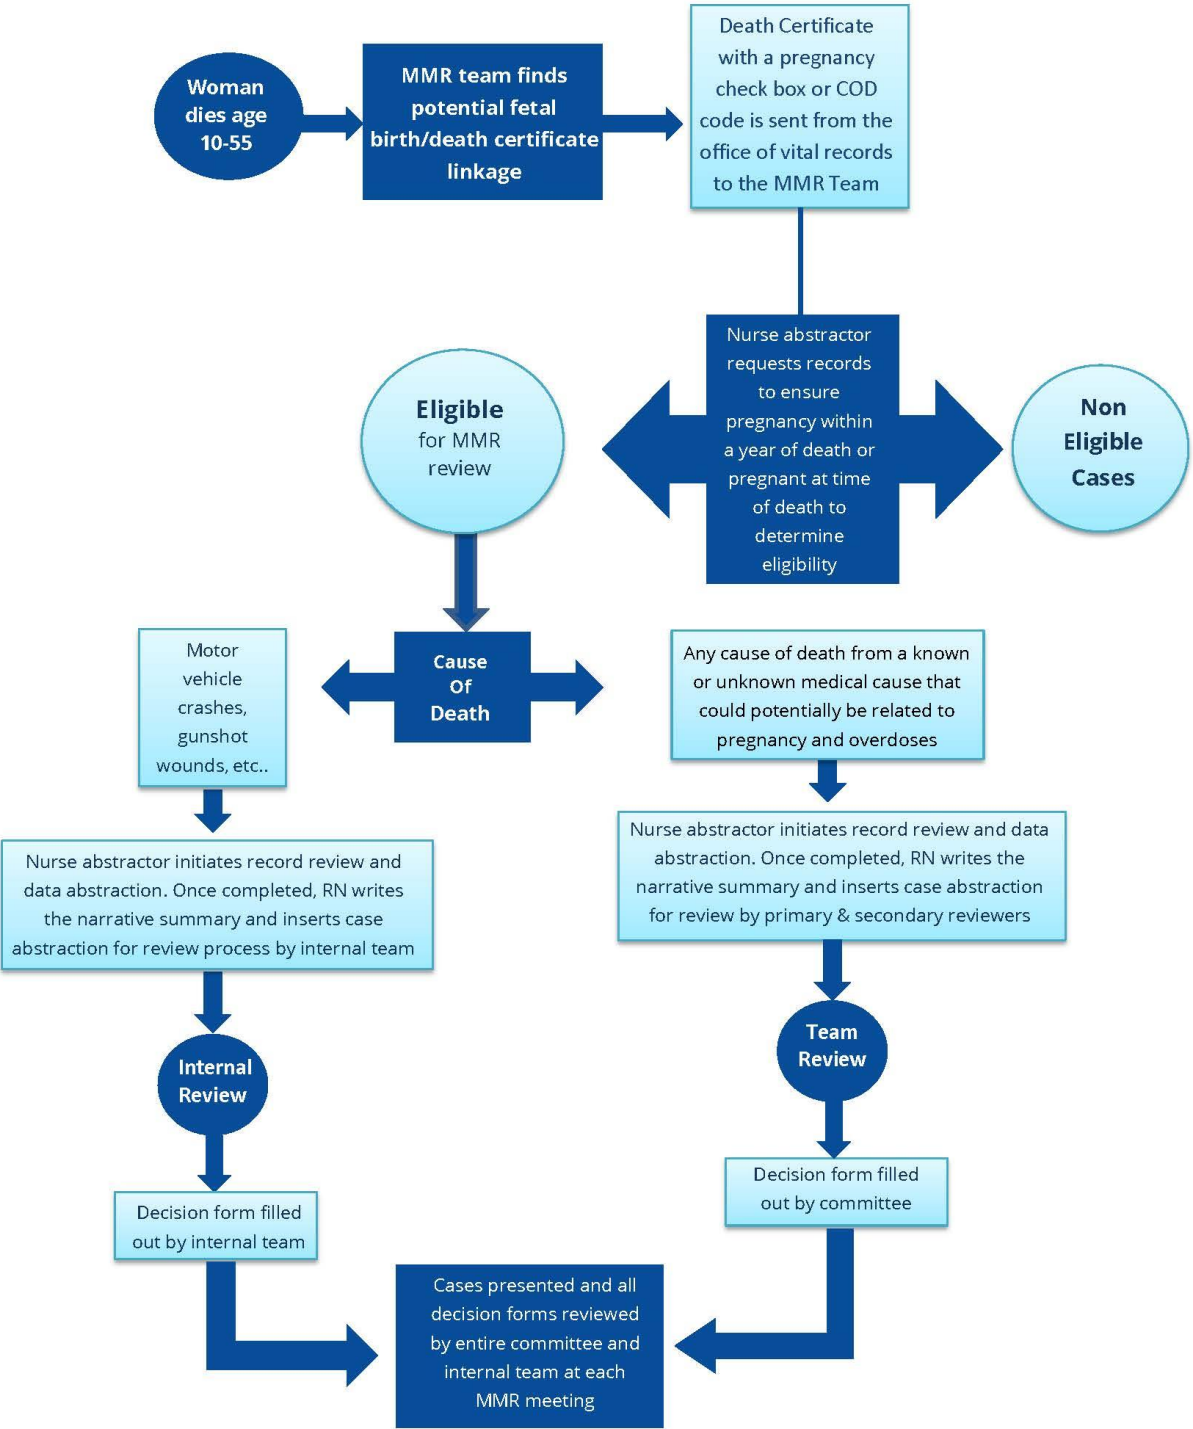 Woman
dies age
10-55
MMR team finds
potential fetal
birth/death certificate
linkage
Death Certificate
with a pregnancy
check box or COD
code is sent from the
office of vital records
to the MMR Team
Nurse abstractor
requests records
to ensure
pregnancy within
a year of death or
pregnant at time
of death to
determine
eligibility
Eligible
for MMR
review
Non
Eligible
Cases
Cause
Of
Death
Motor
vehicle
crashes,
gunshot
wounds, etc..
Any cause of death from a known
or unknown medical cause that
could potentially be related to
pregnancy and overdoses
Nurse abstractor initiates record review and
data abstraction. Once completed, RN writes
the narrative summary and inserts case
abstraction for review process by internal team
Nurse abstractor initiates record review and data
abstraction. Once completed, RN writes the
narrative summary and inserts case abstraction
for review by primary & secondary reviewers
Internal
Review
Team
Review
Decision form filled
out by internal team
Decision form filled
out by committee
Cases presented and all
decision forms reviewed
by entire committee and
internal team at each
MMR meeting